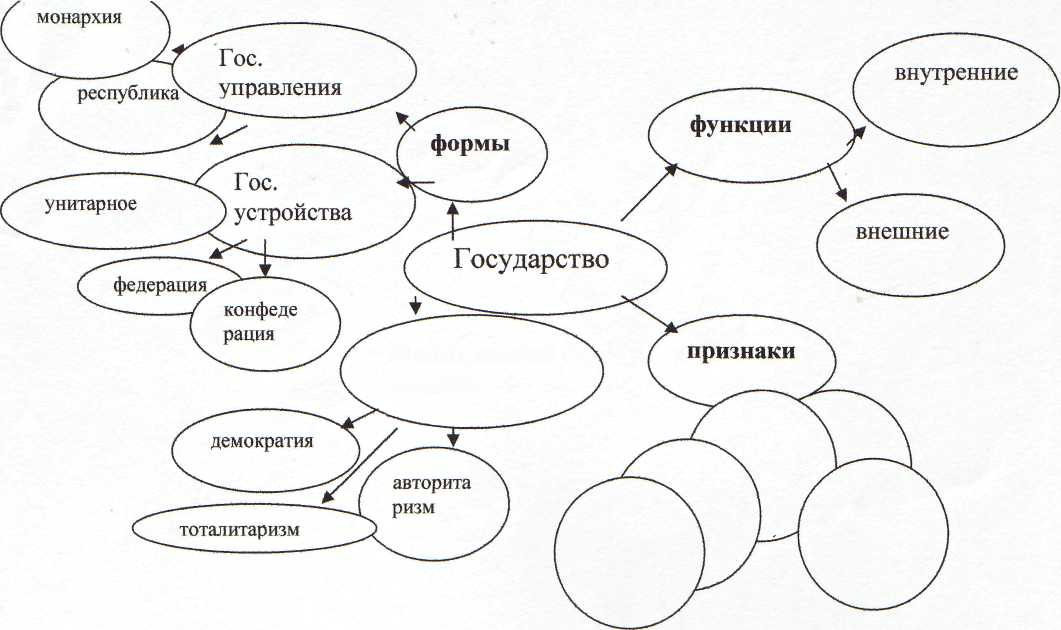 монархия
Гос.
управления
республика
формы
Гос.
устройства
унитарное
федерация
конфеде
рация
Государство
функции
внутренние
внешние
признаки
демократия
авторита
ризм
тоталитаризм